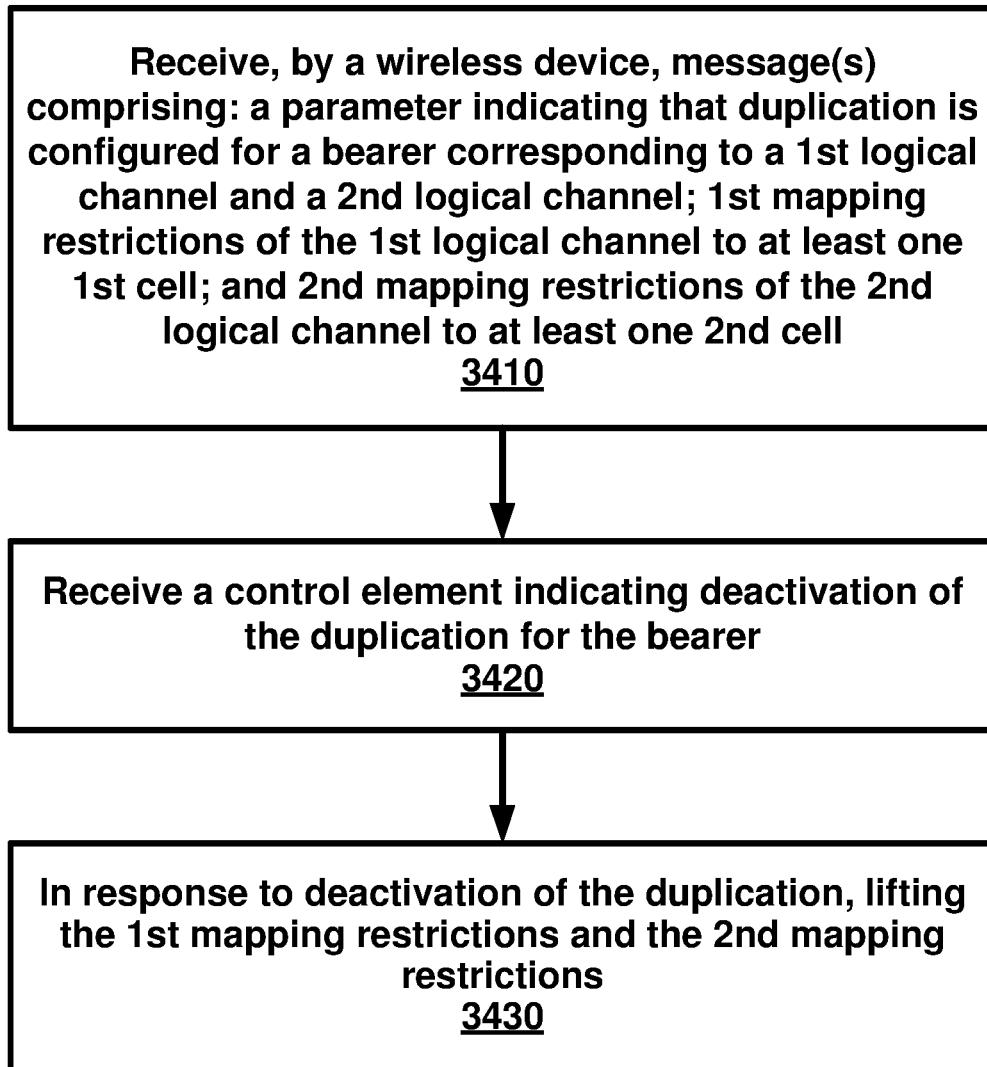 Receive, by a wireless device, message(s)
comprising: a parameter indicating that duplication is
configured for a bearer corresponding to a 1st logical
channel and a 2nd logical channel; 1st mapping
restrictions of the 1st logical channel to at least one
1st cell; and 2nd mapping restrictions of the 2nd
logical channel to at least one 2nd cell
3410
Receive a control element indicating deactivation of
the duplication for the bearer
3420
In response to deactivation of the duplication, lifting
the 1st mapping restrictions and the 2nd mapping
restrictions
3430